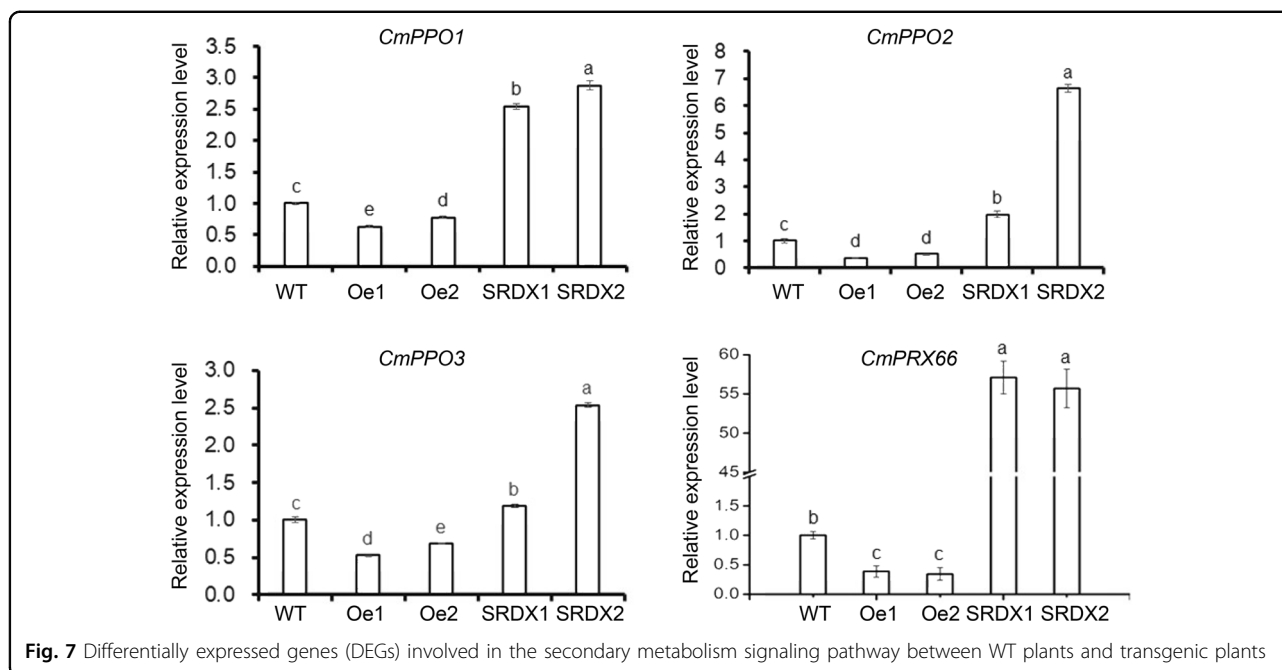 CmPPO1
Relative expression level
3.5
3.0
2.5
2.0
1.5
1.0
0.5
0.0
c
e
d
b
a
WT Oe1 Oe2 SRDX1 SRDX2
CmPPO2
Relative expression level
8
7
6
5
4
3
2
1
0
c
d
d
b
a
WT Oe1 Oe2 SRDX1 SRDX2
CmPPO3
Relative expression level
3.0
2.5
2.0
1.5
1.0
0.5
0.0
c
d
e
b
a
WT Oe1 Oe2 SRDX1 SRDX2
CmPRX66
Relative expression level
60
55
50
45
1.5
1.0
0.5
0.0
b
c
c
a
a
WT Oe1 Oe2 SRDX1 SRDX2
Fig. 7 Differentially expressed genes (DEGs) involved in the secondary metabolism signaling pathway between WT plants and transgenic plants